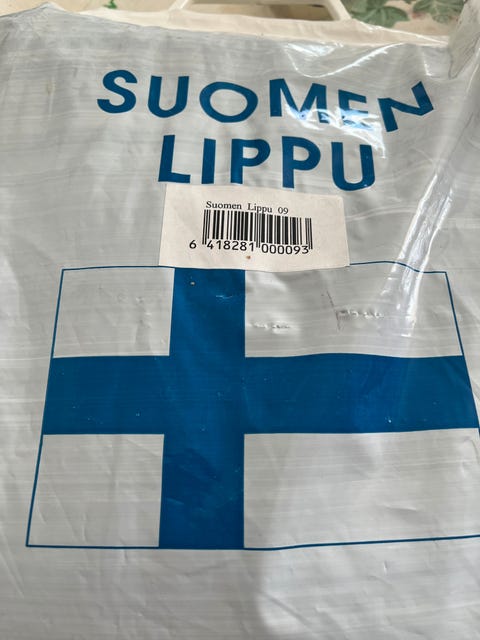 SUOMEN
LIPPU
Suomen Lippu 09
6 418281 000093